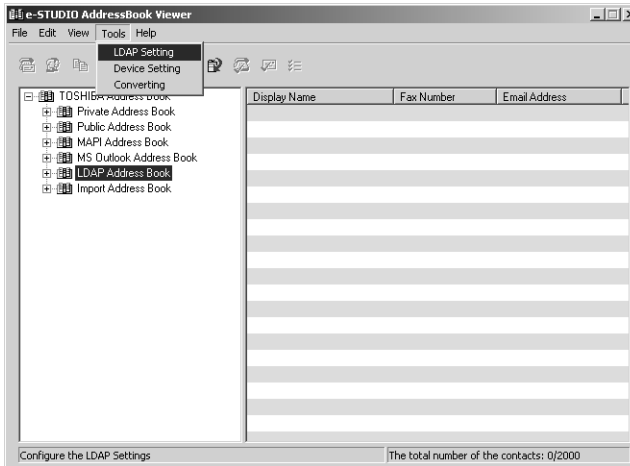 e-STUDIO AddressBook Viewer
File Edit View Tools Help
LDAP Setting
Device Setting
Converting
TOSHIBA Address Book
Private Address Book
Public Address Book
MAPI Address Book
MS Outlook Address Book
LDAP Address Book
Import Address Book
Display Name Fax Number Email Address
Configure the LDAP Settings The total number of the contacts: 0/2000